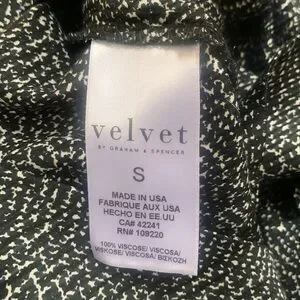 velvet
BY GRAHAM & SPENCER
S
MADE IN USA
FABRIQUE AUX USA
HECHO EN EE.UU
CA# 42241
RN# 109220
100% VISCOSE/ VISCOSA/
VISKOSE/ VISCOSA/ ΒΙΣΚΟΖΗ